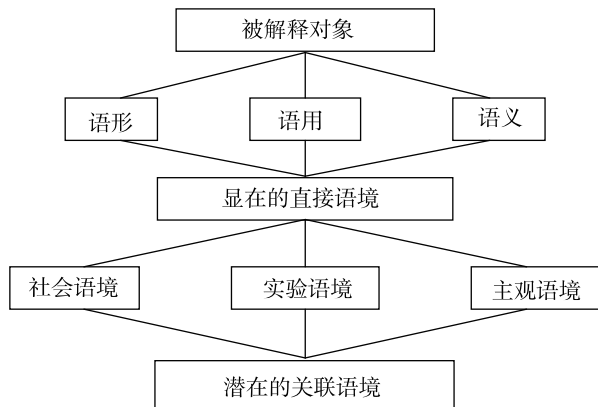 被解释对象
语形
语用
语义
显在的直接语境
社会语境
实验语境
主观语境
潜在的关联语境